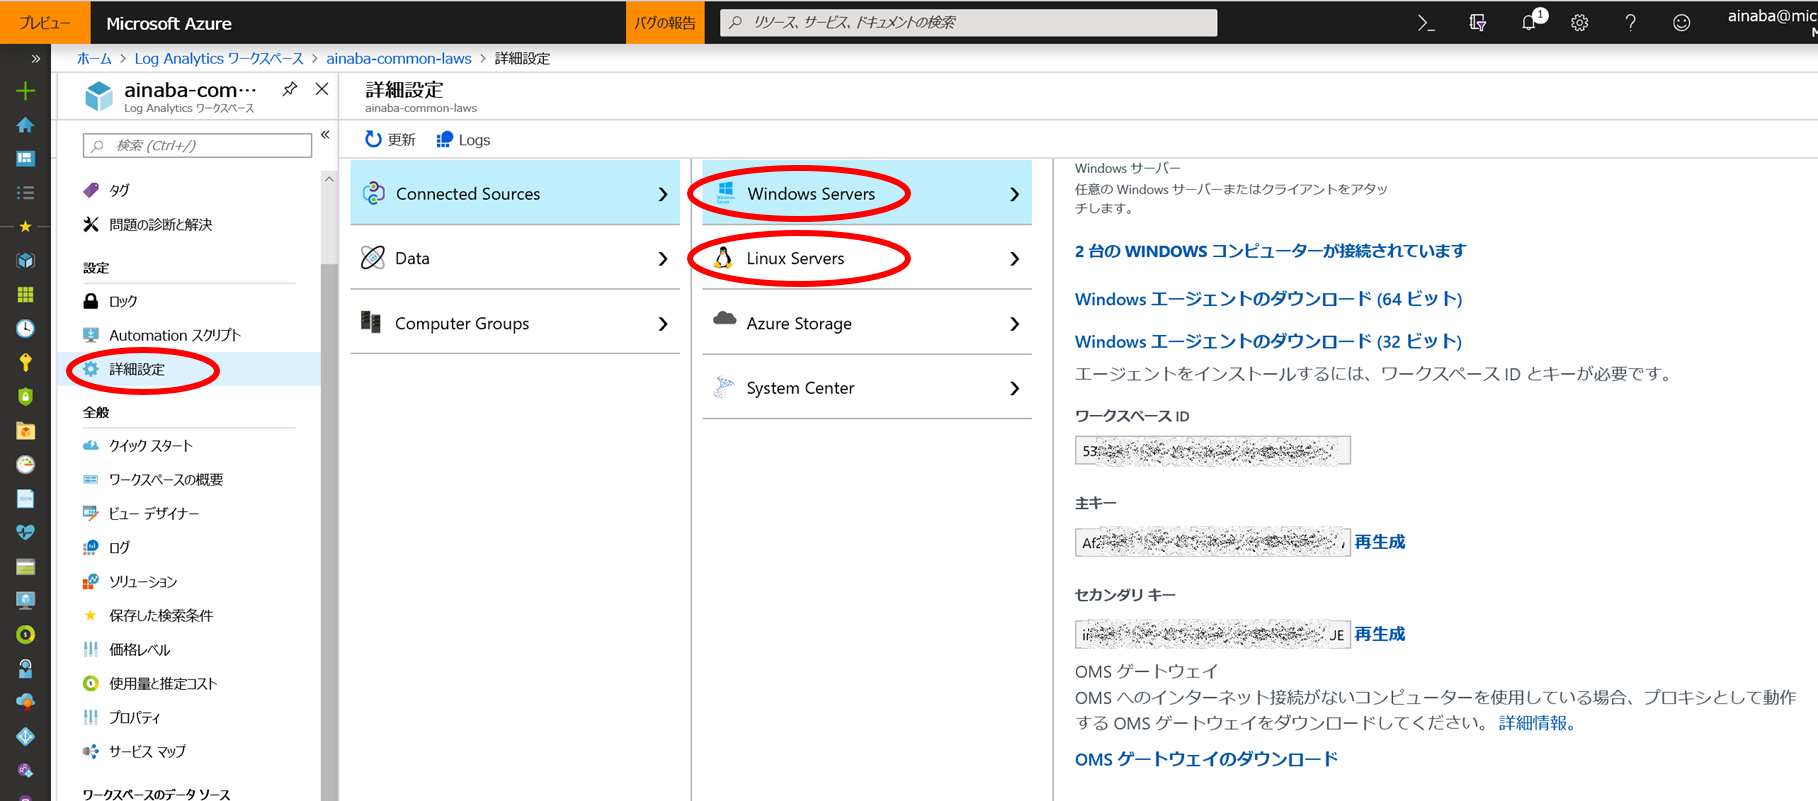 プレビュー
Microsoft Azure
バグの報告
リソース、サービス、ドキュメントの検索
1
ainaba@mic
ホーム > Log Analytics ワークスペース > ainaba-common-laws > 詳細設定
ainaba-com···
Log Analytics ワークスペース
検索 (Ctrl+/)
タグ
問題の診断と解決
設定
ロック
Automation スクリプト
詳細設定
全般
クイック スタート
ワークスペースの概要
ビュー デザイナー
ログ
ソリューション
保存した検索条件
価格レベル
使用量と推定コスト
プロパティ
サービス マップ
ワークスペースのデータ ソース
詳細設定
ainaba-common-laws
更新
Logs
Connected Sources
Data
Computer Groups
Windows Servers
Linux Servers
Azure Storage
System Center
Windows サーバー
任意の Windows サーバーまたはクライアントをアタッ
チします。
2 台の WINDOWS コンピューターが接続されています
Windows エージェントのダウンロード (64 ビット)
Windows エージェントのダウンロード (32 ビット)
エージェントをインストールするには、ワークスペース ID とキーが必要です。
ワークスペース ID
主キー
再生成
セカンダリ キー
UE
再生成
OMS ゲートウェイ
OMS へのインターネット接続がないコンピューターを使用している場合、プロキシとして動作
する OMS ゲートウェイをダウンロードしてください。 詳細情報。
OMS ゲートウェイのダウンロード